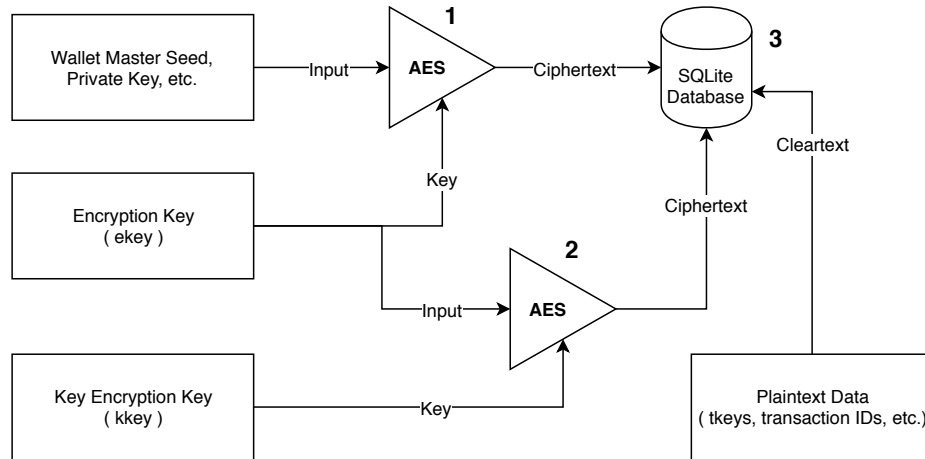 1
Wallet Master Seed,
Private Key, etc.
Input
AES
Ciphertext
3
SQLite
Database
Cleartext
Key
Encryption Key
( ekey )
Ciphertext
2
Input
AES
Key Encryption Key
( kkey )
Key
Plaintext Data
( tkeys, transaction IDs, etc.)